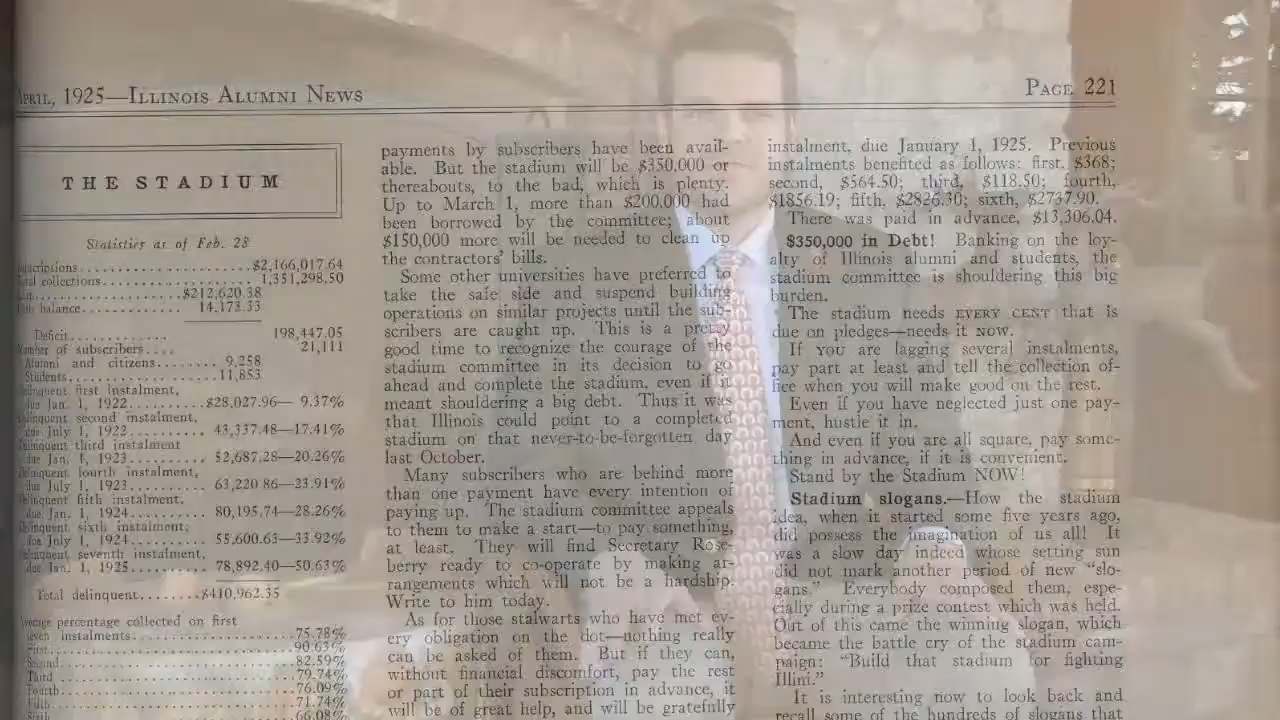 APRIL, 1925—ILLINOIS ALUMNI NEWS
PAGE 221
THE STADIUM
Statistics as of Feb. 28
$2,166,017.64
collections 1,351,298.50
$212,620.38
balance 14,173.33
Deficit 198,447.05
Number of subscribers 21,111
Alumni and citizens 9,258
Students 11,853
Delinquent first instalment,
due Jan. 1, 1922 $28,027.96— 9.37%
Delinquent second instalment,
due July 1, 1922 43,337.48—17.41%
Delinquent third instalment
due Jan. 1, 1923 52,687.28—20.26%
Delinquent fourth instalment,
due July 1, 1923 63,220 86—23.91%
Delinquent fifth instalment.
due Jan. 1, 1924 80,195.74—28.26%
Delinquent sixth instalment,
due July 1, 1924 55,600.63—33.92%
Delinquent seventh instalment,
due Jan. 1, 1925 78,892.40—50.63%
Total delinquent $410,962.35
Average percentage collected on first
seven instalments 75.78%
First 90.63%
Second 82.59%
Third 79.74%
Fourth 76.09%
Fifth 71.74%
Sixth 66.08%
payments by subscribers have been avail-
able. But the stadium will be $350,000 or
thereabouts, to the bad, which is plenty.
Up to March 1, more than $200,000 had
been borrowed by the committee; about
$150,000 more will be needed to clean up
the contractors' bills.
Some other universities have preferred to
take the safe side and suspend building
operations on similar projects until the sub-
scribers are caught up. This is a pretty
good time to recognize the courage of the
stadium committee in its decision to go
ahead and complete the stadium, even if it
meant shouldering a big debt. Thus it was
that Illinois could point to a completed
stadium on that never-to-be-forgotten day
last October.
Many subscribers who are behind more
than one payment have every intention of
paying up. The stadium committee appeals
to them to make a start—to pay something,
at least. They will find Secretary Rose-
berry ready to co-operate by making ar-
rangements which will not be a hardship.
Write to him today.
As for those stalwarts who have met ev-
ery obligation on the dot—nothing really
can be asked of them. But if they can,
without financial discomfort, pay the rest
or part of their subscription in advance, it
will be of great help, and will be gratefully
instalment, due January 1, 1925. Previous
instalments benefited as follows: first, $368;
second, $564.50; third, $118.50; fourth,
$1856.19; fifth, $2826.30; sixth, $2737.90.
There was paid in advance, $13,306.04.
$350,000 in Debt! Banking on the loy-
alty of Illinois alumni and students, the
stadium committee is shouldering this big
burden.
The stadium needs EVERY CENT that is
due on pledges—needs it NOW.
If YOU are lagging several instalments,
pay part at least and tell the collection of-
fice when you will make good on the rest.
Even if you have neglected just one pay-
ment, hustle it in.
And even if you are all square, pay some-
thing in advance, if it is convenient.
Stand by the Stadium NOW!
Stadium slogans.—How the stadium
idea, when it started some five years ago,
did possess the imagination of us all! It
was a slow day indeed whose setting sun
did not mark another period of new "slo-
gans." Everybody composed them, espe-
cially during a prize contest which was held.
Out of this came the winning slogan, which
became the battle cry of the stadium cam-
paign: "Build that stadium for fighting
Illini."
It is interesting now to look back and
recall some of the hundreds of slogans that